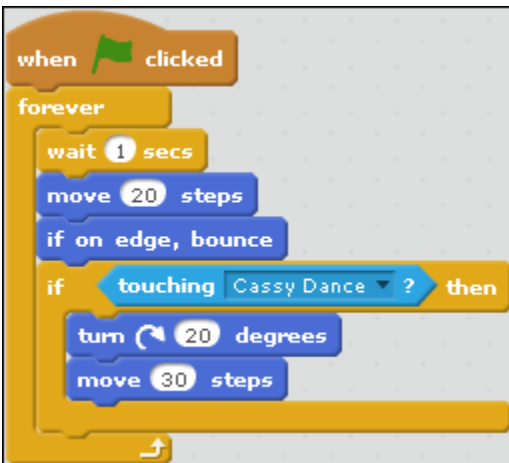 when clicked
forever
wait 1 secs
move 20 steps
if on edge, bounce
if touching Cassy Dance ? then
turn 20 degrees
move 30 steps